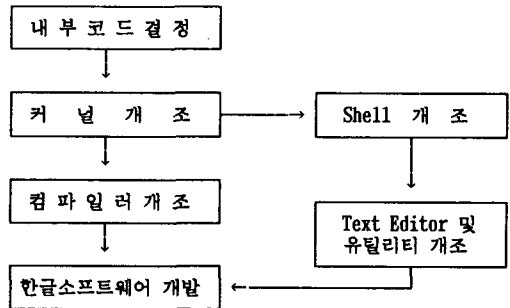 내 부 코 드 결 정
커 널 개 조
Shell 개 조
컴 파 일 러 개 조
Text Editor 및
유틸리티 개조
한글소프트웨어 개발